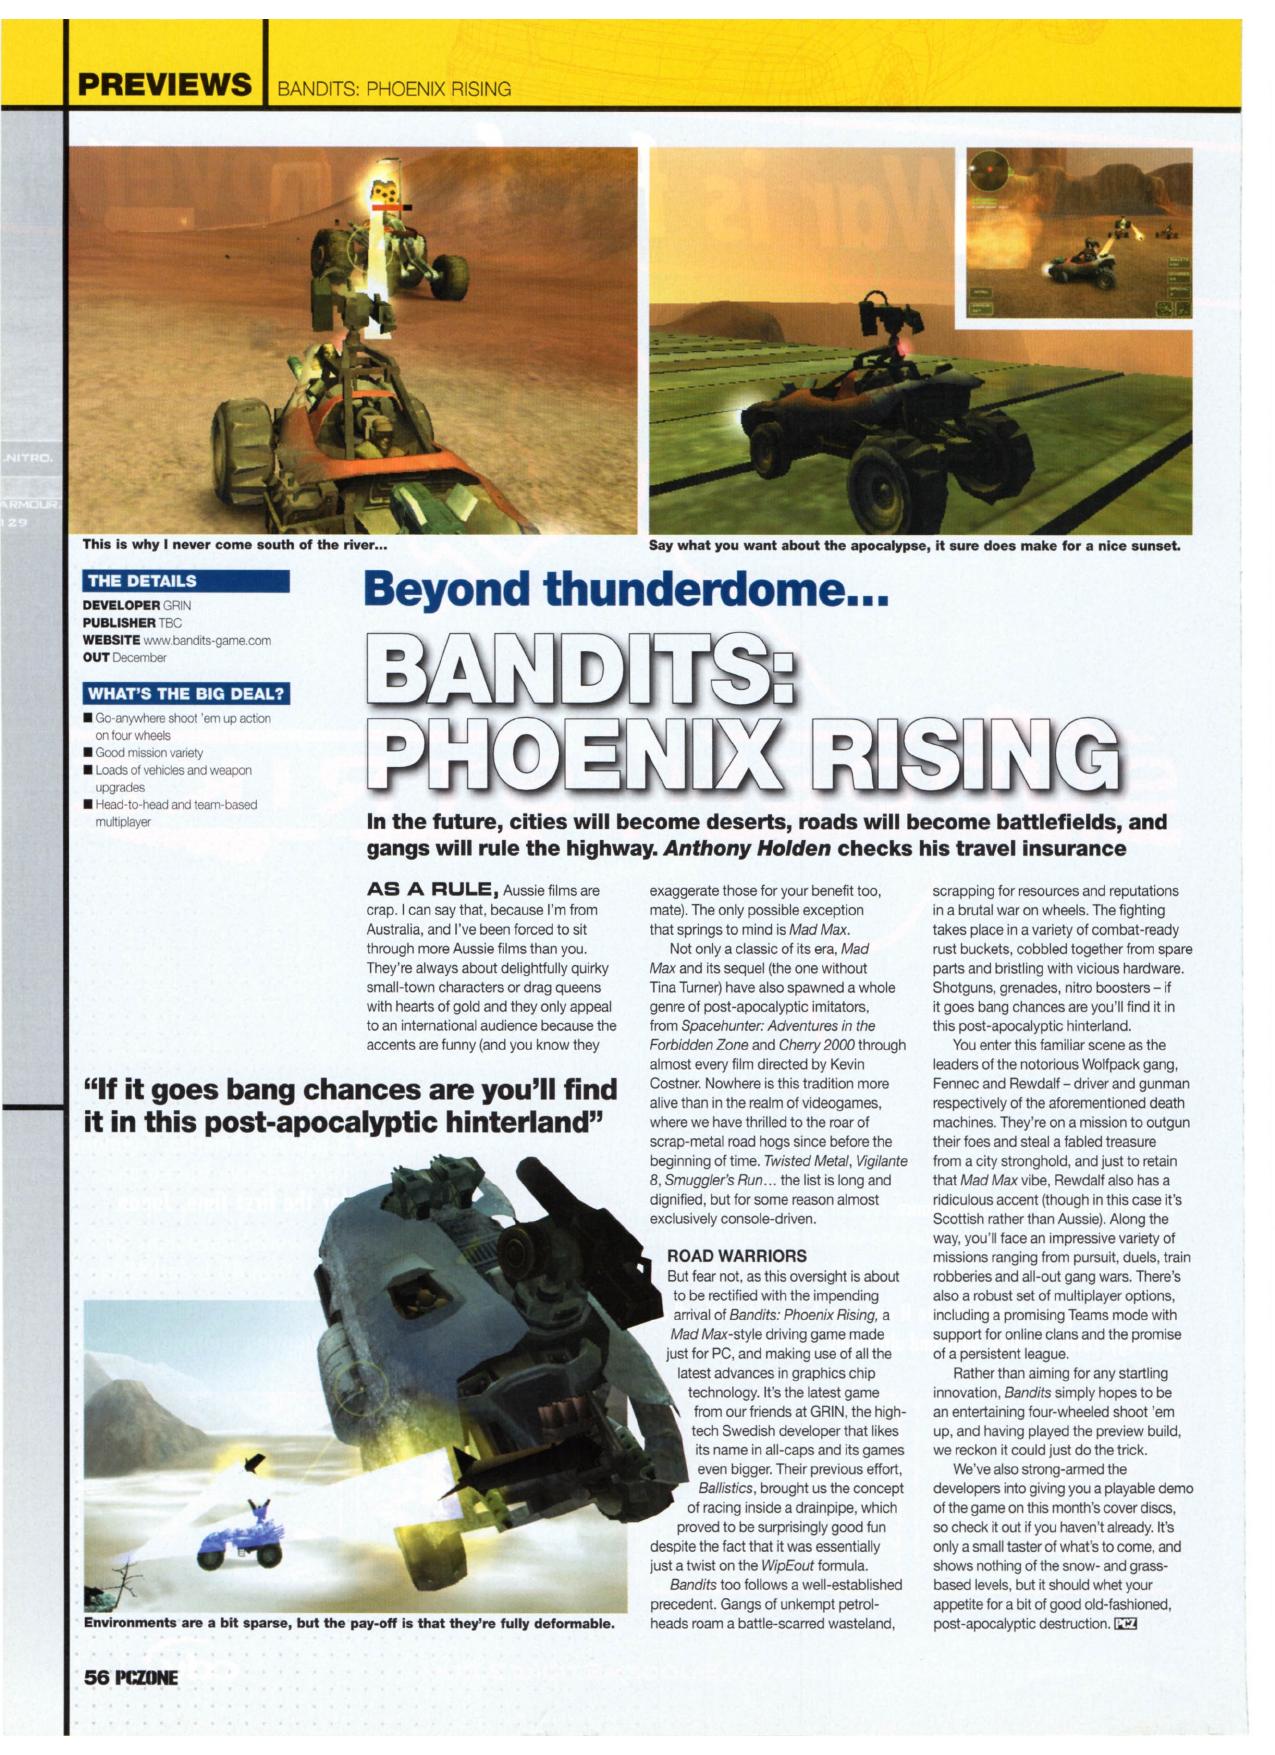 PREVIEWS BANDITS: PHOENIX RISING
.NITRO.
ARMOUR.
129
This is why I never come south of the river...
Say what you want about the apocalypse, it sure does make for a nice sunset.
THE DETAILS
DEVELOPER GRIN
PUBLISHER TBC
WEBSITE www.bandits-game.com
OUT December
WHAT'S THE BIG DEAL?
■ Go-anywhere shoot 'em up action
on four wheels
■ Good mission variety
■ Loads of vehicles and weapon
upgrades
■ Head-to-head and team-based
multiplayer
Beyond thunderdome...
BANDITS:
PHOENIX RISING
In the future, cities will become deserts, roads will become battlefields, and
gangs will rule the highway. Anthony Holden checks his travel insurance
AS A RULE, Aussie films are
crap. I can say that, because I'm from
Australia, and I've been forced to sit
through more Aussie films than you.
They're always about delightfully quirky
small-town characters or drag queens
with hearts of gold and they only appeal
to an international audience because the
accents are funny (and you know they
exaggerate those for your benefit too,
mate). The only possible exception
that springs to mind is Mad Max.
Not only a classic of its era, Mad
Max and its sequel (the one without
Tina Turner) have also spawned a whole
genre of post-apocalyptic imitators,
from Spacehunter: Adventures in the
Forbidden Zone and Cherry 2000 through
almost every film directed by Kevin
Costner. Nowhere is this tradition more
alive than in the realm of videogames,
where we have thrilled to the roar of
scrap-metal road hogs since before the
beginning of time. Twisted Metal, Vigilante
8, Smuggler's Run... the list is long and
dignified, but for some reason almost
exclusively console-driven.
ROAD WARRIORS
But fear not, as this oversight is about
to be rectified with the impending
arrival of Bandits: Phoenix Rising, a
Mad Max-style driving game made
just for PC, and making use of all the
latest advances in graphics chip
technology. It's the latest game
from our friends at GRIN, the high-
tech Swedish developer that likes
its name in all-caps and its games
even bigger. Their previous effort,
Ballistics, brought us the concept
of racing inside a drainpipe, which
proved to be surprisingly good fun
despite the fact that it was essentially
just a twist on the WipEout formula.
Bandits too follows a well-established
precedent. Gangs of unkempt petrol-
heads roam a battle-scarred wasteland,
scrapping for resources and reputations
in a brutal war on wheels. The fighting
takes place in a variety of combat-ready
rust buckets, cobbled together from spare
parts and bristling with vicious hardware.
Shotguns, grenades, nitro boosters – if
it goes bang chances are you'll find it in
this post-apocalyptic hinterland.
You enter this familiar scene as the
leaders of the notorious Wolfpack gang,
Fennec and Rewdalf – driver and gunman
respectively of the aforementioned death
machines. They're on a mission to outgun
their foes and steal a fabled treasure
from a city stronghold, and just to retain
that Mad Max vibe, Rewdalf also has a
ridiculous accent (though in this case it's
Scottish rather than Aussie). Along the
way, you'll face an impressive variety of
missions ranging from pursuit, duels, train
robberies and all-out gang wars. There's
also a robust set of multiplayer options,
including a promising Teams mode with
support for online clans and the promise
of a persistent league.
Rather than aiming for any startling
innovation, Bandits simply hopes to be
an entertaining four-wheeled shoot 'em
up, and having played the preview build,
we reckon it could just do the trick.
We've also strong-armed the
developers into giving you a playable demo
of the game on this month's cover discs,
so check it out if you haven't already. It's
only a small taster of what's to come, and
shows nothing of the snow- and grass-
based levels, but it should whet your
appetite for a bit of good old-fashioned,
post-apocalyptic destruction. PCZ
"If it goes bang chances are you'll find
it in this post-apocalyptic hinterland"
Environments are a bit sparse, but the pay-off is that they're fully deformable.
56 PCZONE